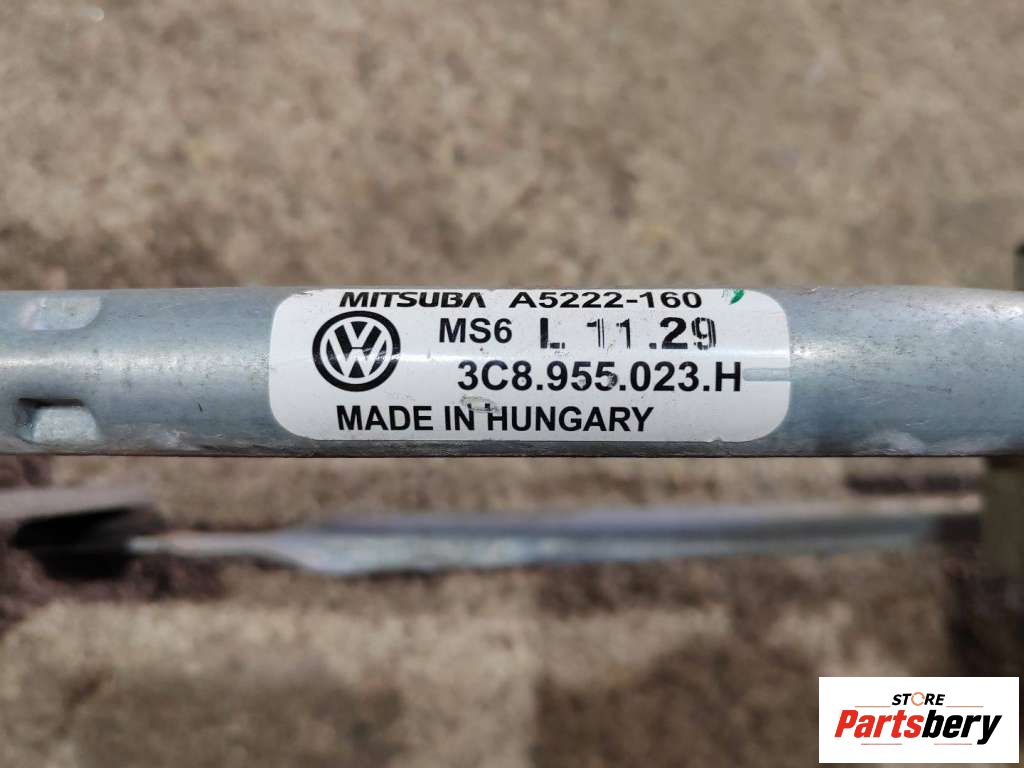 MITSUBA A5222-160
MS6 L 11.29
3C8.955.023.H
MADE IN HUNGARY
STORE
Partsbery